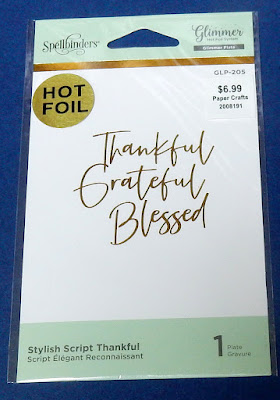 Spellbinders
Glimmer
Hot Foil System
Glimmer Plate
GLP-205
HOT
FOIL
$6.99
Paper Crafts
2008191
Thankful
Grateful
Blessed
Stylish Script Thankful
Script Élégant Reconnaissant
1 Plate
Gravure